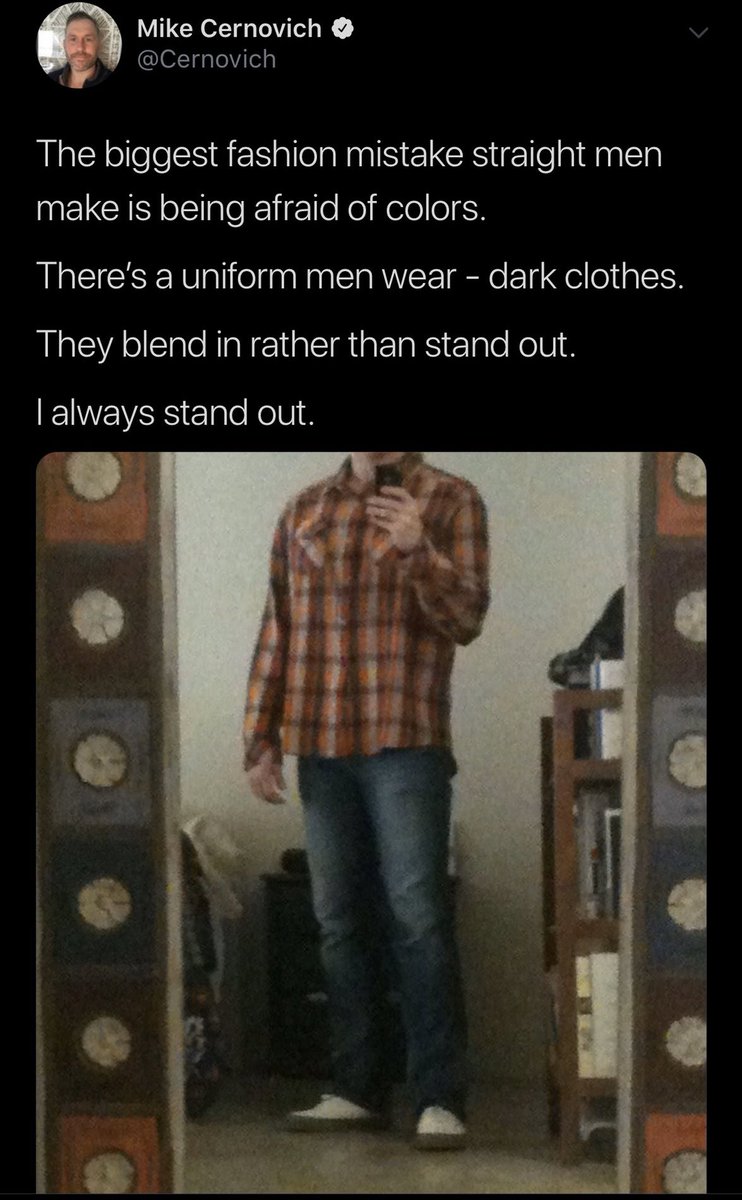 Mike Cernovich
@Cernovich
The biggest fashion mistake straight men
make is being afraid of colors.
There’s a uniform men wear - dark clothes.
They blend in rather than stand out.
I always stand out.